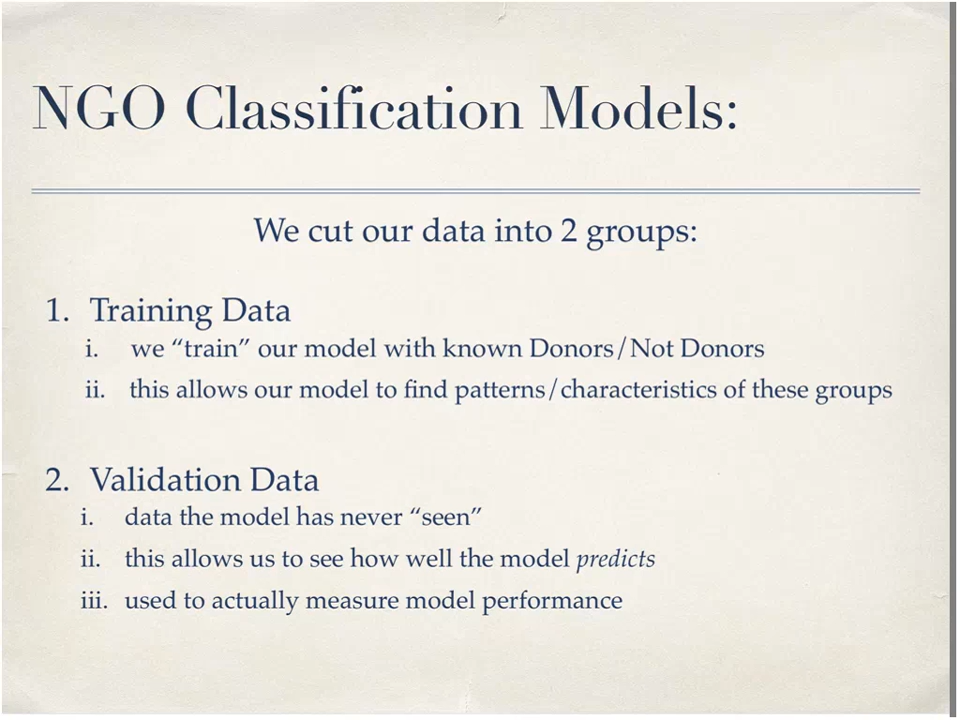 NGO Classification Models:
We cut our data into 2 groups:
1. Training Data
i. we “train” our model with known Donors/Not Donors
ii. this allows our model to find patterns/characteristics of these groups
2. Validation Data
i. data the model has never “seen”
ii. this allows us to see how well the model predicts
iii. used to actually measure model performance